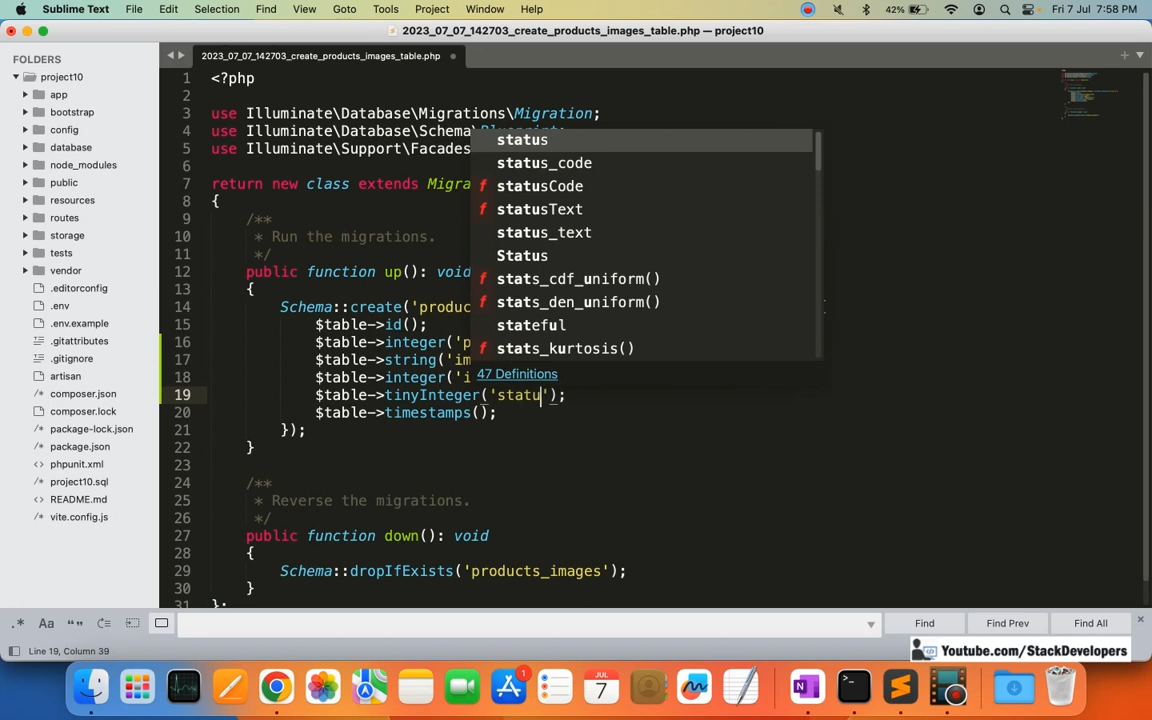 Sublime Text File Edit Selection Find View Goto Tools Project Window Help 42% Fri 7 Jul 7:58 PM
2023_07_07_142703_create_products_images_table.php — project10
FOLDERS
project10
app
bootstrap
config
database
node_modules
public
resources
routes
storage
tests
vendor
.editorconfig
.env
.env.example
.gitattributes
.gitignore
artisan
composer.json
composer.lock
package-lock.json
package.json
phpunit.xml
project10.sql
README.md
vite.config.js
2023_07_07_142703_create_products_images_table.php
1 <?php
2
3 use Illuminate\Database\Migrations\Migration;
4 use Illuminate\Database\Schema\Blueprint;
5 use Illuminate\Support\Facades
6
7 return new class extends Migra
8 {
9 /**
10 * Run the migrations.
11 */
12 public function up(): void
13 {
14 Schema::create('produc
15 $table->id();
16 $table->integer('p
17 $table->string('im
18 $table->integer('i
19 $table->tinyInteger('statu');
20 $table->timestamps();
21 });
22 }
23
24 /**
25 * Reverse the migrations.
26 */
27 public function down(): void
28 {
29 Schema::dropIfExists('products_images');
30 }
31 };
status
status_code
f statusCode
f statusText
status_text
Status
f stats_cdf_uniform()
f stats_den_uniform()
stateful
f stats_kurtosis()
47 Definitions
.* Aa “” Find Find Prev Find All
Line 19, Column 39
Youtube.com/StackDevelopers
1
JUL
7